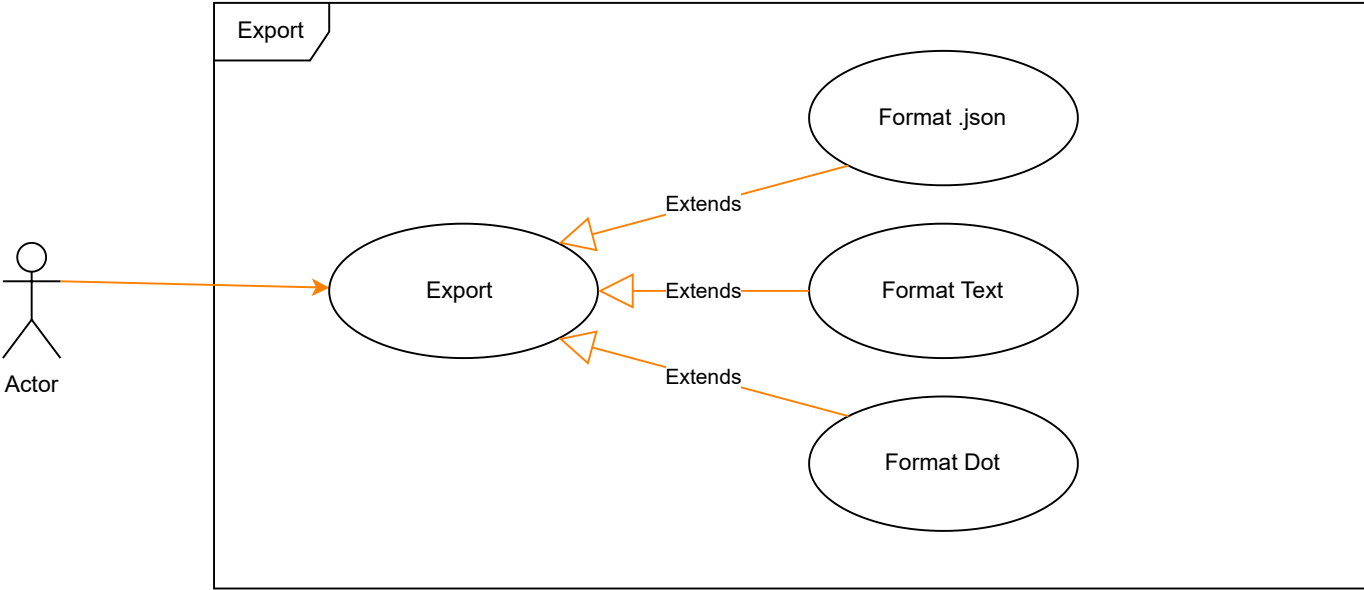 Export
Format .json
Extends
Export
Extends
Format Text
Actor
Extends
Format Dot